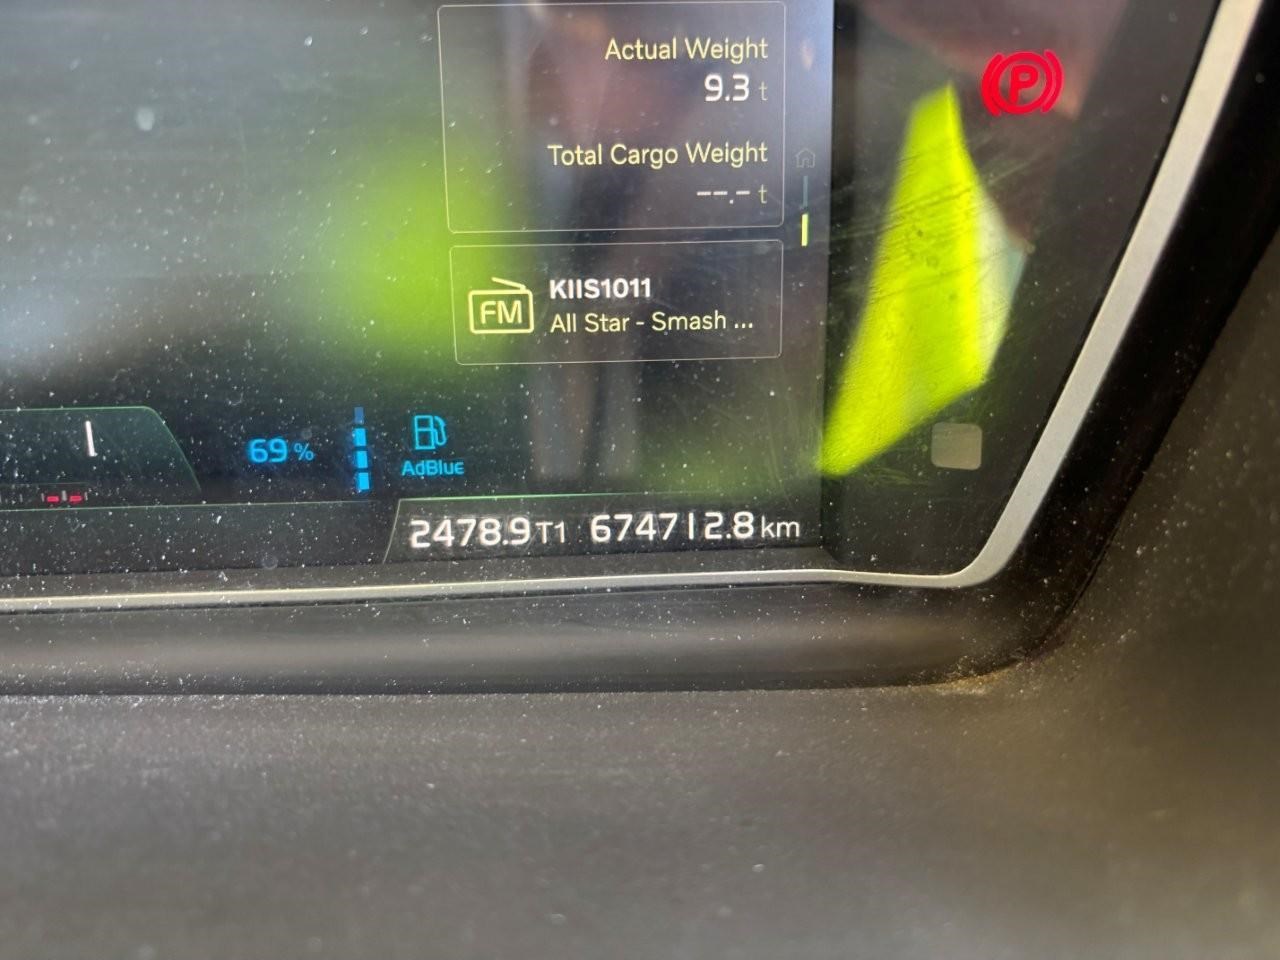 Actual Weight
9.3 t
Total Cargo Weight
--.- t
FM
KIIS1011
All Star - Smash ...
69 %
AdBlue
2478.9 T1 674712.8 km
P